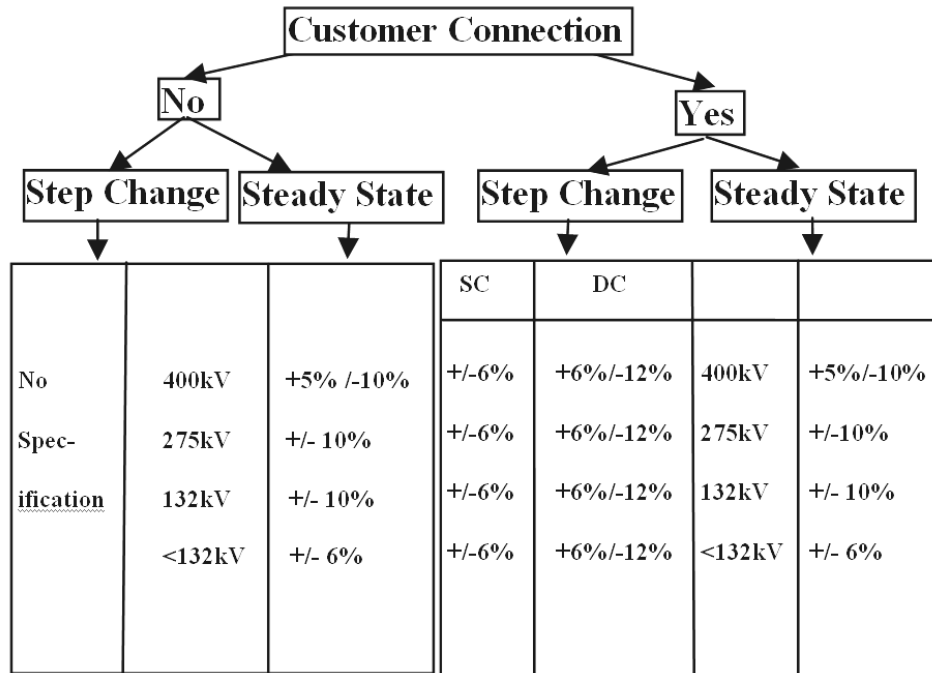 Customer Connection
No
Yes
Step Change
Steady State
Step Change
Steady State
SC DC
No 400kV +5% /-10% +/-6% +6%/-12% 400kV +5%/-10%
Spec- 275kV +/- 10% +/-6% +6%/-12% 275kV +/-10%
ification 132kV +/- 10% +/-6% +6%/-12% 132kV +/- 10%
<132kV +/- 6% +/-6% +6%/-12% <132kV +/- 6%